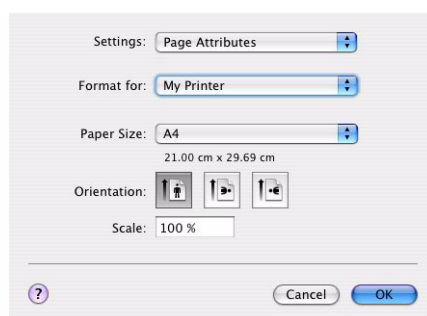 Settings: Page Attributes
Format for: My Printer
Paper Size: A4
21.00 cm x 29.69 cm
Orientation:
Scale: 100 %
? Cancel OK